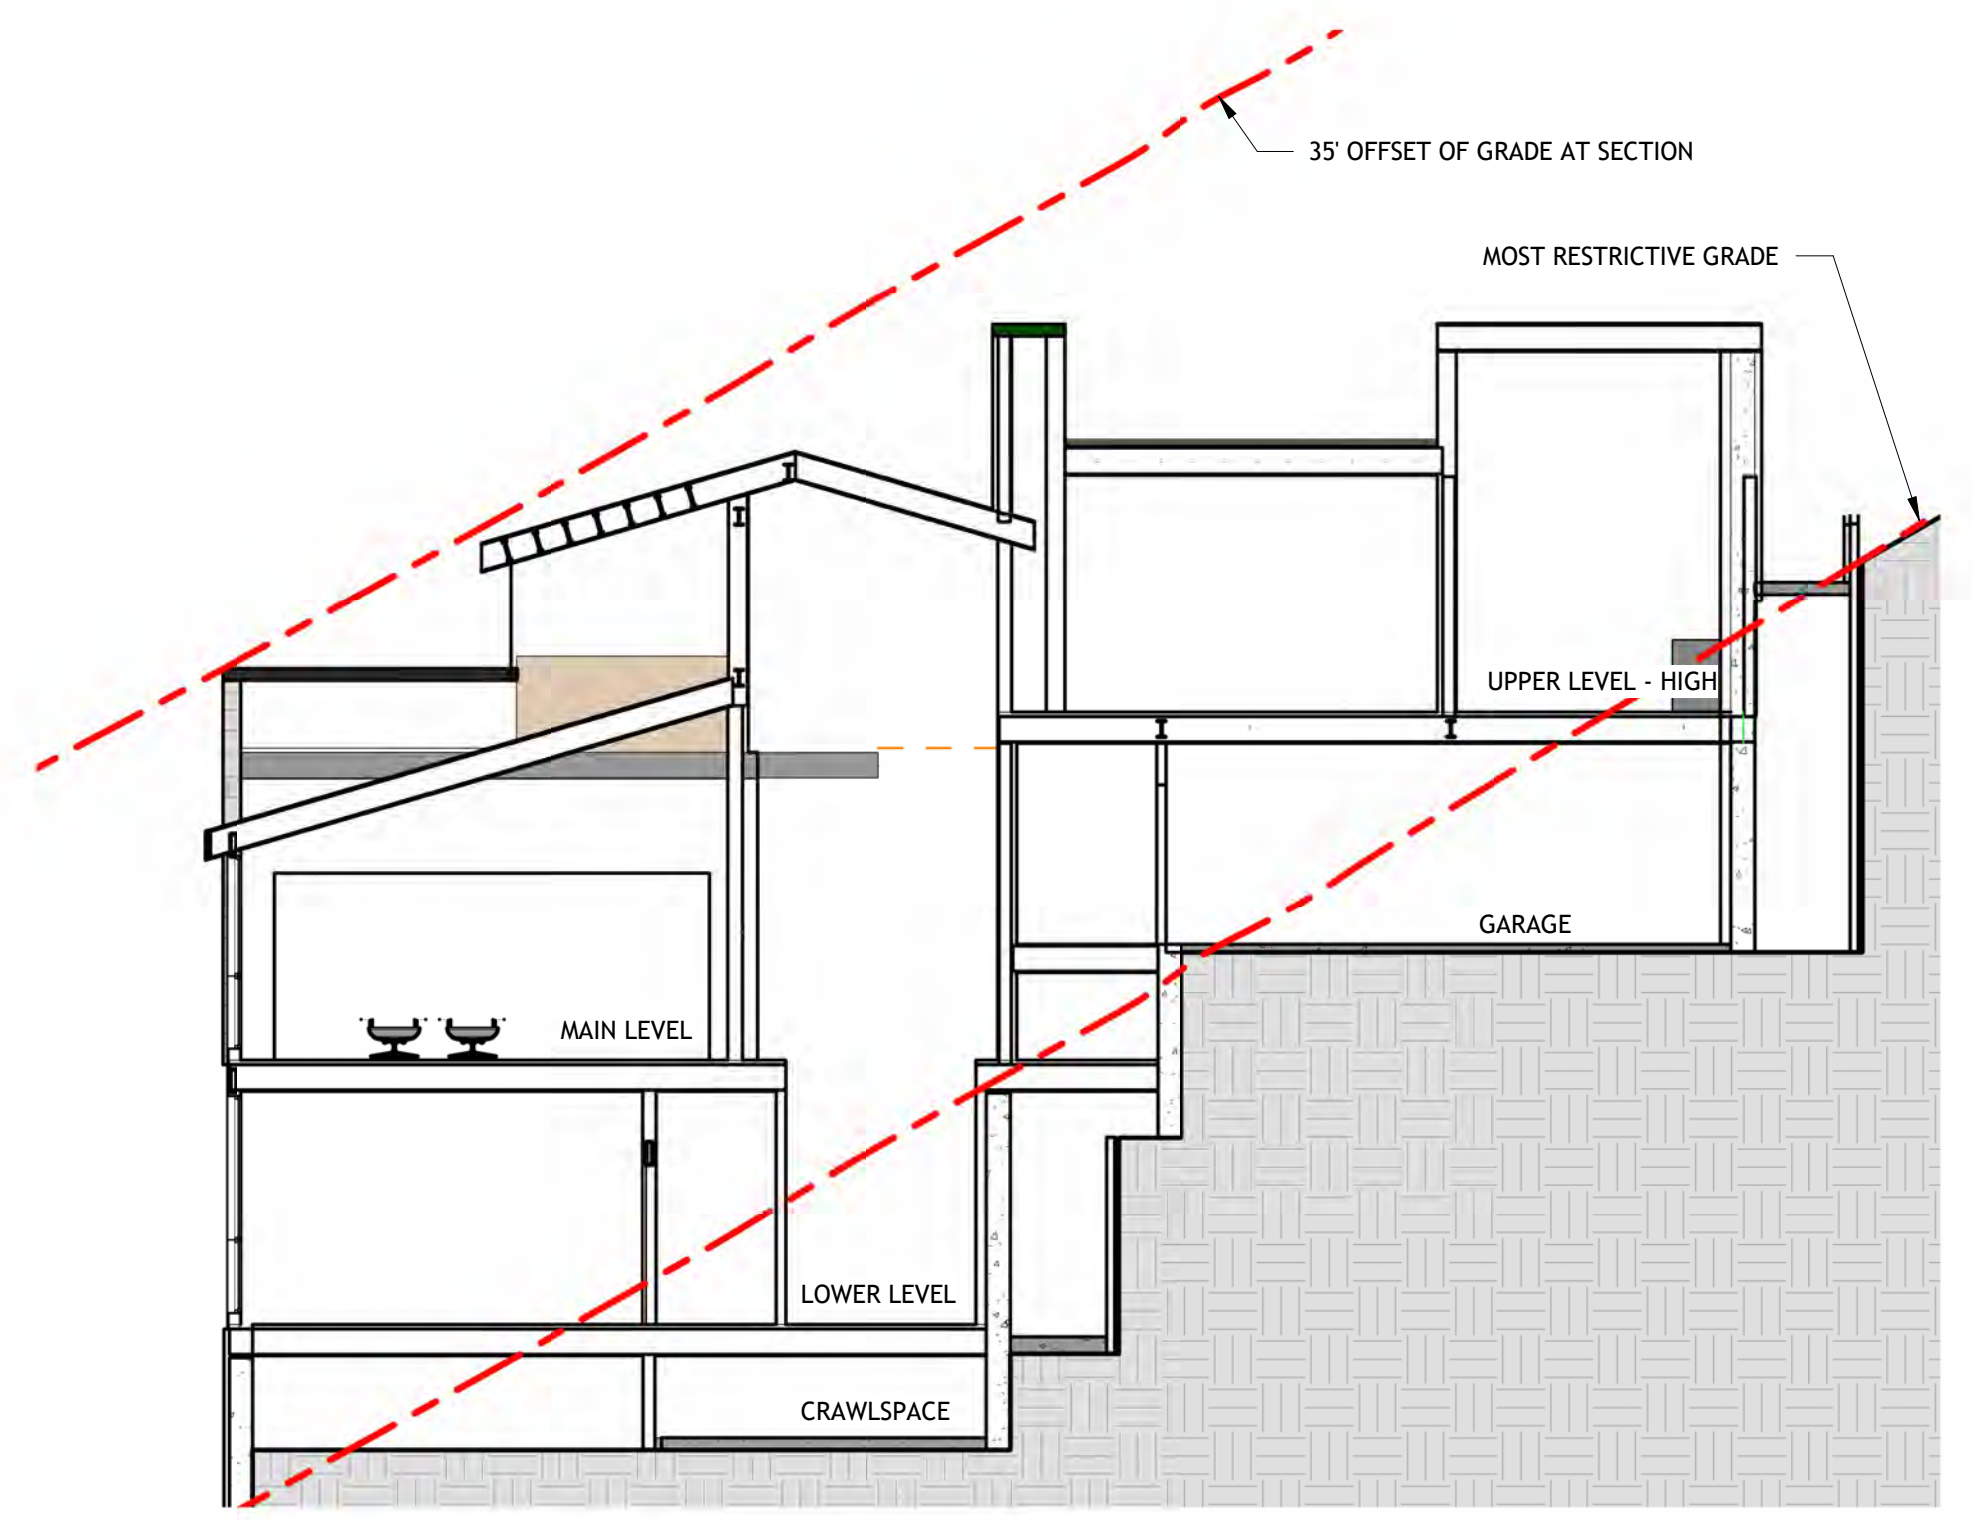 35' OFFSET OF GRADE AT SECTION
MOST RESTRICTIVE GRADE
UPPER LEVEL - HIGH
GARAGE
MAIN LEVEL
LOWER LEVEL
CRAWLSPACE